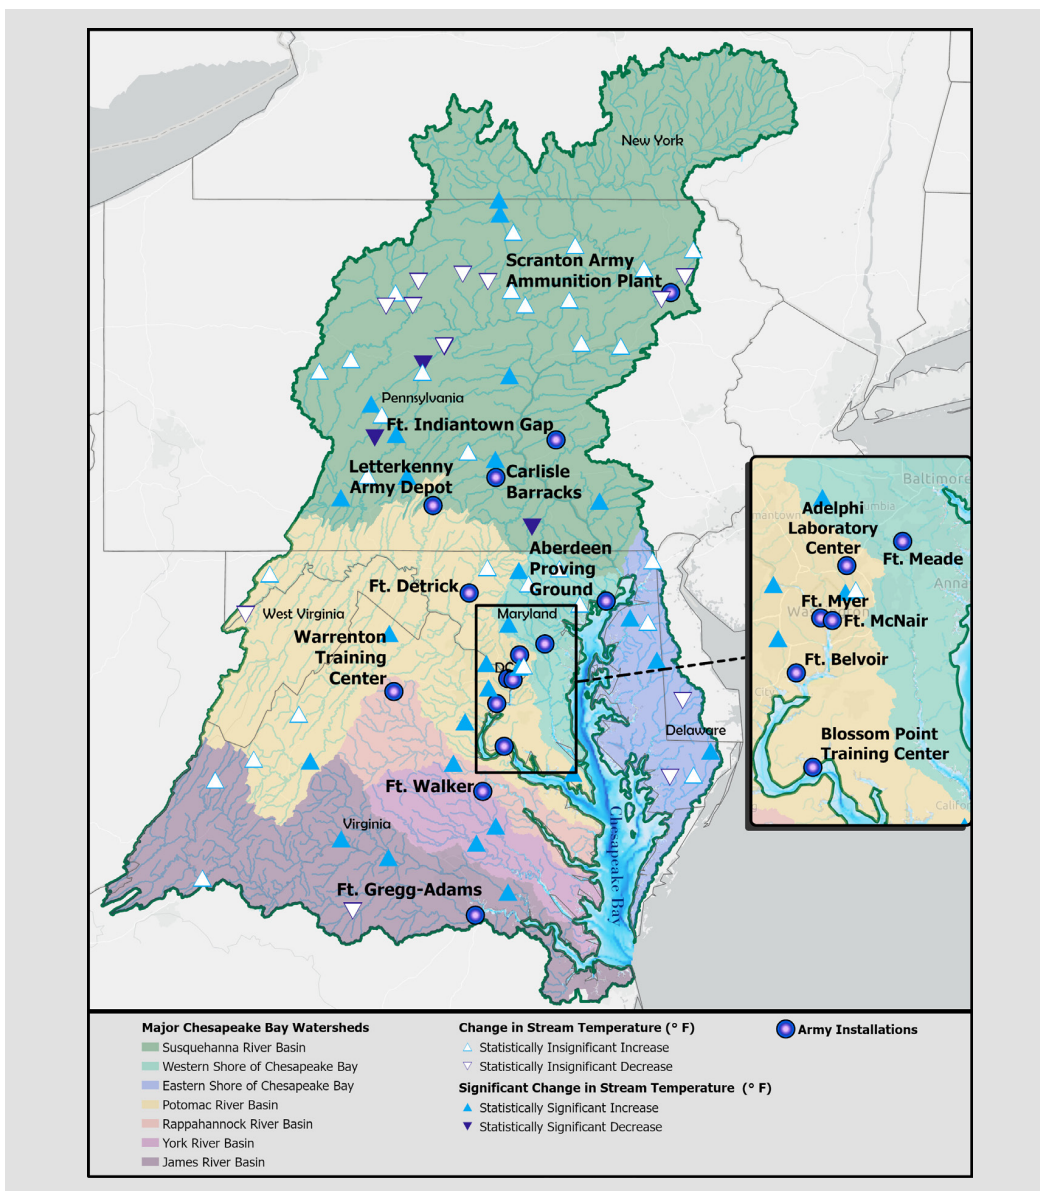 New York
Scranton Army
Ammunition Plant
Pennsylvania
Ft. Indiantown Gap
Letterkenny
Army Depot
Carlisle
Barracks
Aberdeen
Proving
Ground
Ft. Detrick
West Virginia
Maryland
Warrenton
Training
Center
DC
Delaware
Ft. Walker
Virginia
Chesapeake Bay
Ft. Gregg-Adams
Baltimore
Adelphi
Laboratory
Center
Ft. Meade
Ft. Myer
Ft. McNair
Ft. Belvoir
City
Blossom Point
Training Center
Major Chesapeake Bay Watersheds
Susquehanna River Basin
Western Shore of Chesapeake Bay
Eastern Shore of Chesapeake Bay
Potomac River Basin
Rappahannock River Basin
York River Basin
James River Basin
Change in Stream Temperature (° F)
Statistically Insignificant Increase
Statistically Insignificant Decrease
Significant Change in Stream Temperature (° F)
Statistically Significant Increase
Statistically Significant Decrease
Army Installations